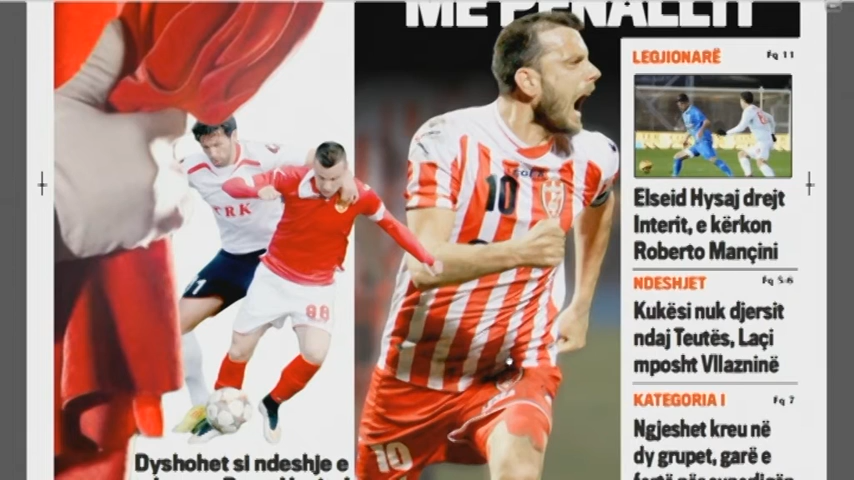 ME PENALLTI
LEGJIONARË
Fq 11
Elseid Hysaj drejt
Interit, e kërkon
Roberto Mançini
NDESHJET
Fq 5-6
Kukësi nuk djersit
ndaj Teutës, Laçi
mposht Vllazninë
KATEGORIA I
Fq 7
Ngjeshet kreu në
dy grupet, garë e
10
10
88
Dyshohet si ndeshje e